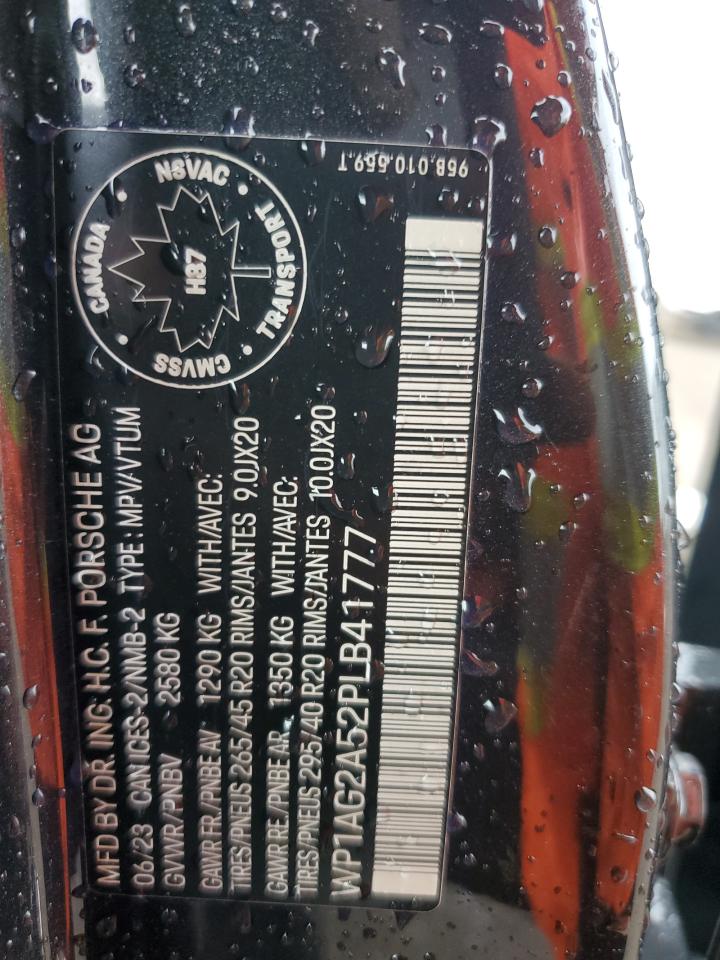 MFD BY DR. ING. H.C. F. PORSCHE AG
06/23 CAN ICES-2/NMB-2 TYPE: MPV/VTUM
GVWR/PNBV 2580 KG
GAWR FR./PNBE AV 1290 KG WITH/AVEC:
TIRES/PNEUS 265/45 R20 RIMS/JANTES 9.0JX20
GAWR RE./PNBE AR 1350 KG WITH/AVEC:
TIRES/PNEUS 295/40 R20 RIMS/JANTES 10.0JX20
WP1AG2A52PLB41777
CANADA • NSVAC • TRANSPORT • CMVSS •
H87
95B.010.559.T